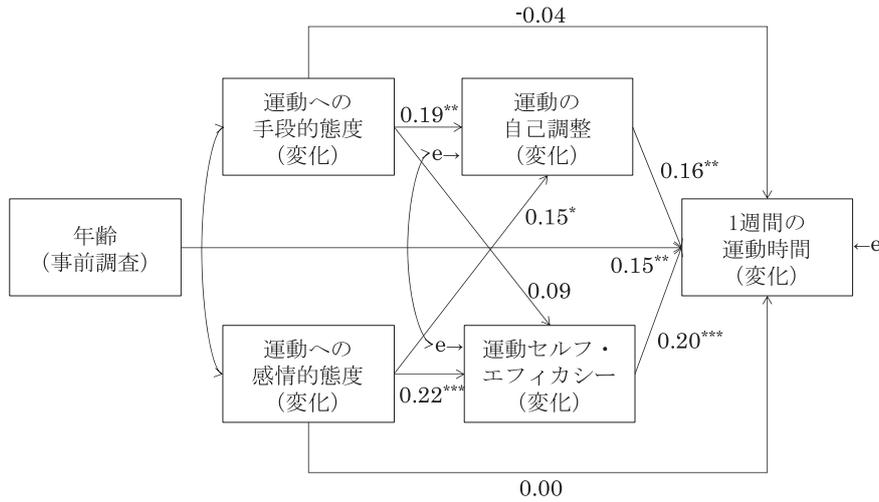 -0.04
運動への
手段的態度
（変化）
0.19**
e→
運動の
自己調整
（変化）
0.16**
年齢
（事前調査）
0.15*
0.15**
1週間の
運動時間
（変化）
←e
0.09
運動への
感情的態度
（変化）
e→
0.22***
運動セルフ・
エフィカシー
（変化）
0.20***
0.00